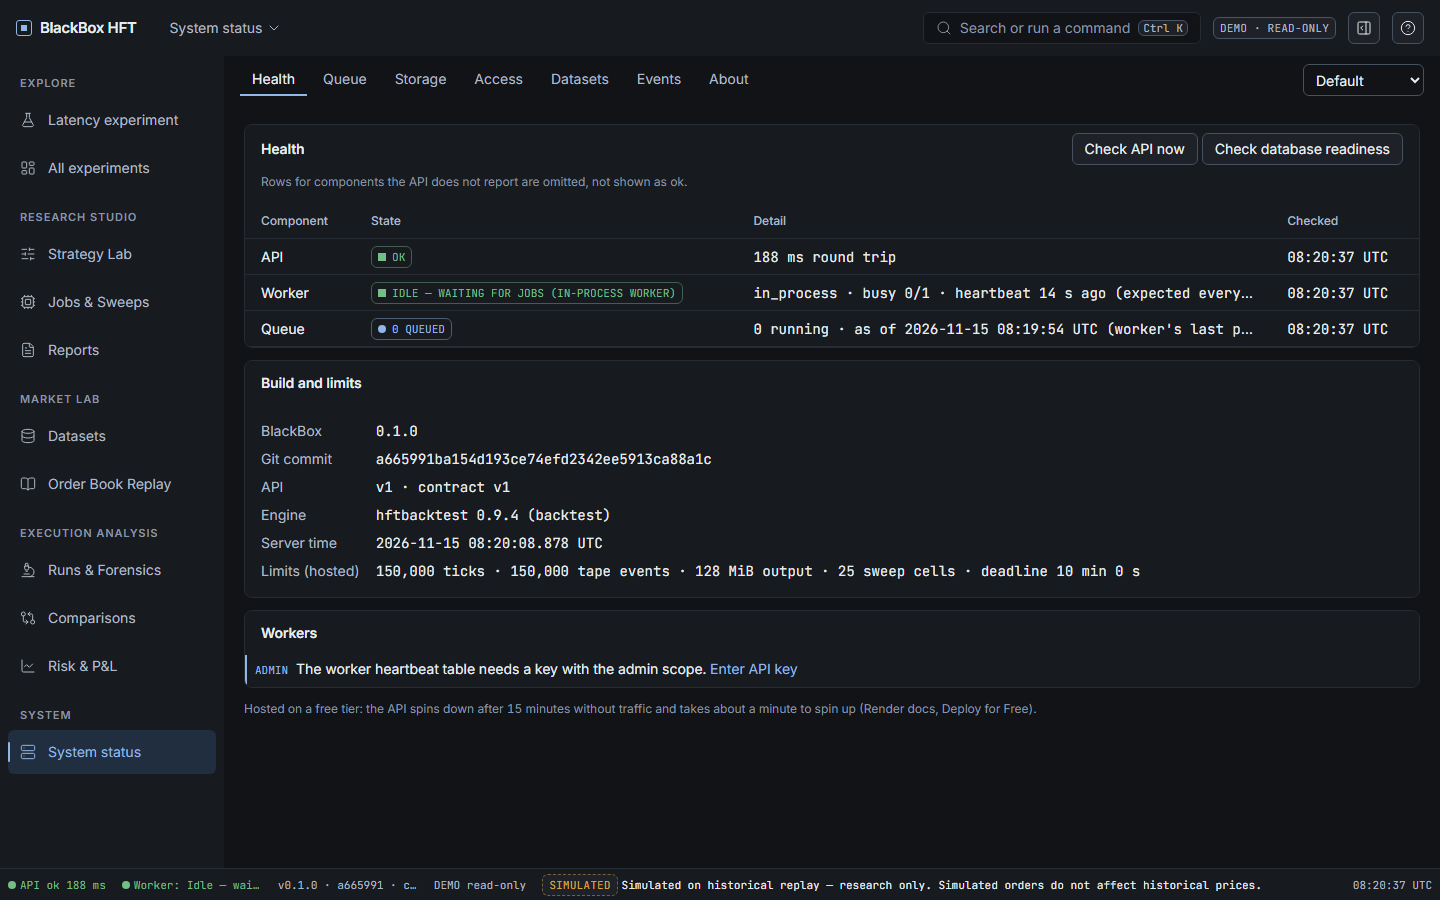 BlackBox HFT
System status
Search or run a command Ctrl K
DEMO · READ-ONLY
EXPLORE
Latency experiment
All experiments
RESEARCH STUDIO
Strategy Lab
Jobs & Sweeps
Reports
MARKET LAB
Datasets
Order Book Replay
EXECUTION ANALYSIS
Runs & Forensics
Comparisons
Risk & P&L
SYSTEM
System status
Health Queue Storage Access Datasets Events About
Default
Health
Check API now Check database readiness
Rows for components the API does not report are omitted, not shown as ok.
Component State Detail Checked
API OK 188 ms round trip 08:20:37 UTC
Worker IDLE — WAITING FOR JOBS (IN-PROCESS WORKER) in_process · busy 0/1 · heartbeat 14 s ago (expected every… 08:20:37 UTC
Queue 0 QUEUED 0 running · as of 2026-11-15 08:19:54 UTC (worker's last p… 08:20:37 UTC
Build and limits
BlackBox 0.1.0
Git commit a665991ba154d193ce74efd2342ee5913ca88a1c
API v1 · contract v1
Engine hftbacktest 0.9.4 (backtest)
Server time 2026-11-15 08:20:08.878 UTC
Limits (hosted) 150,000 ticks · 150,000 tape events · 128 MiB output · 25 sweep cells · deadline 10 min 0 s
Workers
ADMIN The worker heartbeat table needs a key with the admin scope. Enter API key
Hosted on a free tier: the API spins down after 15 minutes without traffic and takes about a minute to spin up (Render docs, Deploy for Free).
API ok 188 ms Worker: Idle — wai… v0.1.0 · a665991 · c… DEMO read-only SIMULATED Simulated on historical replay — research only. Simulated orders do not affect historical prices. 08:20:37 UTC